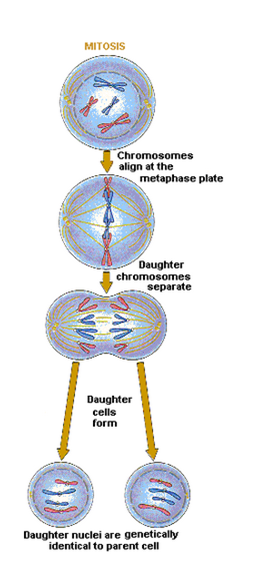 MITOSIS
Chromosomes
align at the
metaphase plate
Daughter
chromosomes
separate
Daughter
cells
form
Daughter nuclei are genetically
identical to parent cell